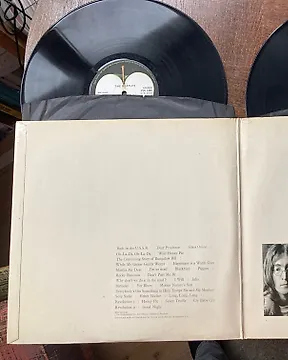 THE BEATLES
Back in the U.S.S.R. Dear Prudence Glass Onion
Ob-La-Di, Ob-La-Da Wild Honey Pie
The Continuing Story of Bungalow Bill
While My Guitar Gently Weeps Happiness is a Warm Gun
Martha My Dear I'm so tired Blackbird Piggies
Rocky Raccoon Don't Pass Me By
Why don't we do it in the road? I Will Julia
Birthday Yer Blues Mother Nature's Son
Everybody's Got Something to Hide Except Me and My Monkey
Sexy Sadie Helter Skelter Long, Long, Long
Revolution 1 Honey Pie Savoy Truffle Cry Baby Cry
Revolution 9 Good Night